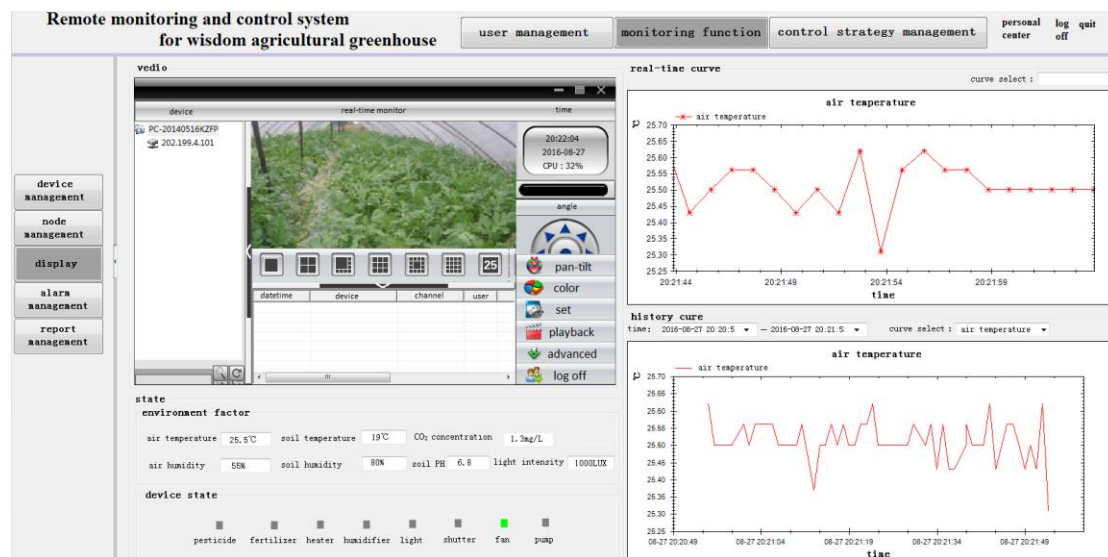 Remote monitoring and control system
for wisdom agricultural greenhouse
user management
monitoring function
control strategy management
personal center
log off
quit
device management
node management
display
alarm management
report management
vedio
device
real-time monitor
time
PC-20140516KZFP
202.199.4.101
20:22:04
2016-08-27
CPU : 32%
angle
25
pan-tilt
color
set
playback
advanced
log off
datetime device channel user
state
environment factor
air temperature 25.5℃ soil temperature 19℃ CO₂ concentration 1.3mg/L
air humidity 55% soil humidity 80% soil PH 6.8 light intensity 1000LUX
device state
pesticide fertilizer heater humidifier light shutter fan pump
real-time curve
curve select :
air temperature
air temperature
℃
25.70
25.65
25.60
25.55
25.50
25.45
25.40
25.35
25.30
25.25
20:21:44 20:21:49 20:21:54 20:21:59
time
history cure
time: 2016-08-27 20:20:5 — 2016-08-27 20:21:5 curve select : air temperature
air temperature
air temperature
℃
25.70
25.66
25.60
25.56
25.50
25.46
25.40
25.36
25.30
25.26
08-27 20:20:49 08-27 20:21:04 08-27 20:21:19 08-27 20:21:34 08-27 20:21:49
time